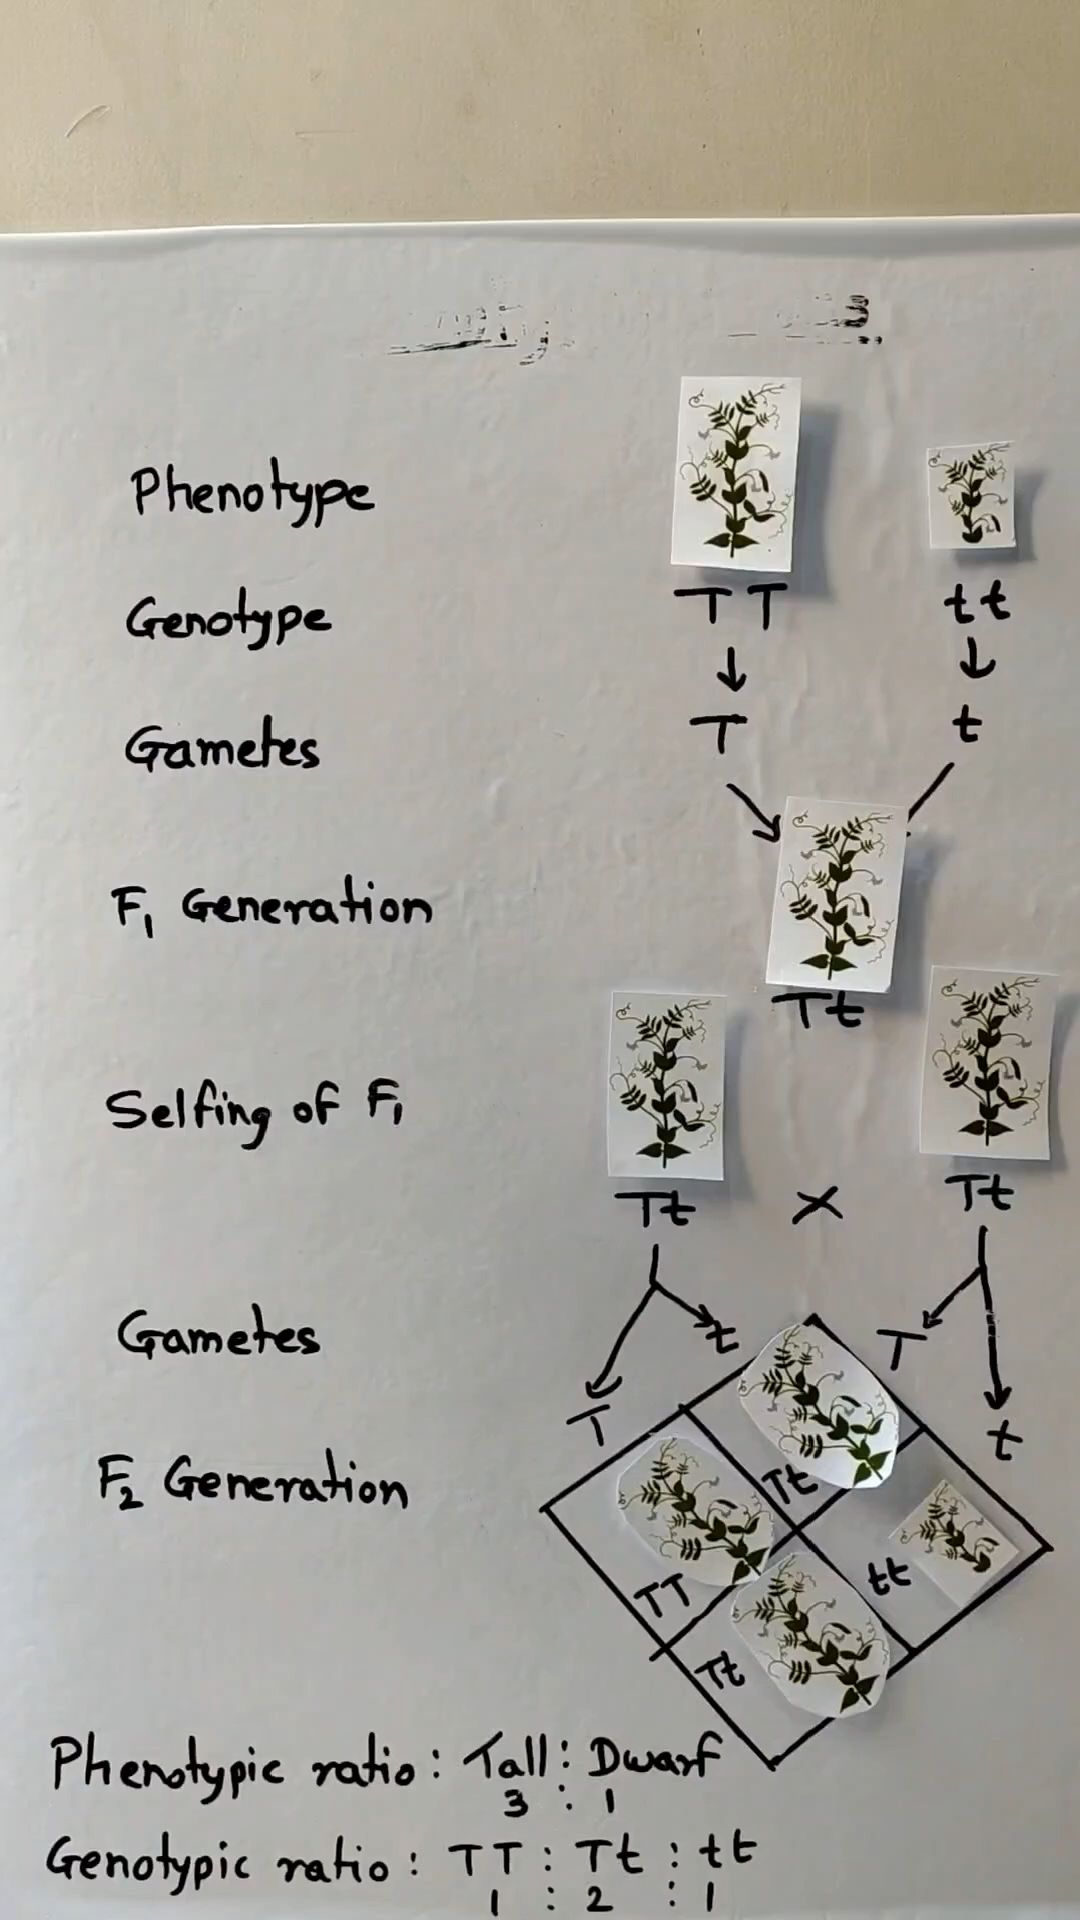 Phenotype
Genotype TT tt
Gametes T t
F₁ Generation
Tt
Selfing of F₁
Tt × Tt
Gametes t T
T t
F₂ Generation
Tt
TT tt
Tt
Phenotypic ratio : Tall : Dwarf
3 : 1
Genotypic ratio : TT : Tt : tt
1 : 2 : 1